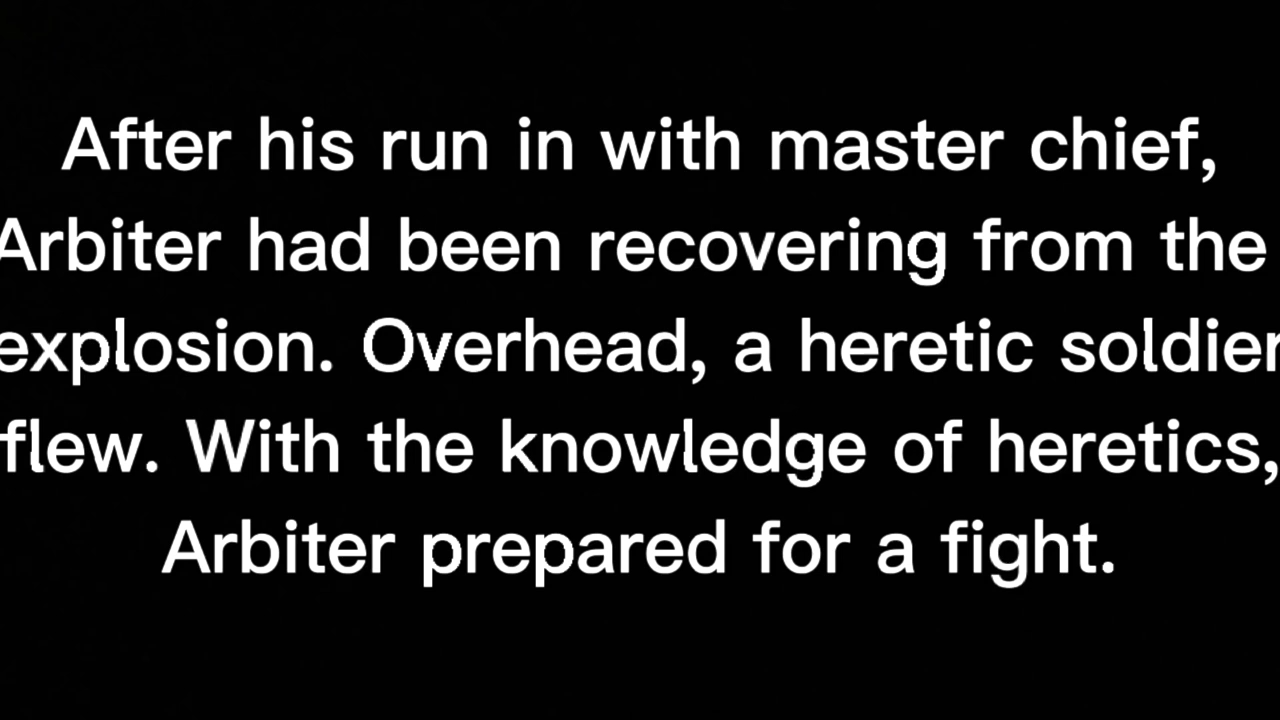 After his run in with master chief,
Arbiter had been recovering from the
explosion. Overhead, a heretic soldier
flew. With the knowledge of heretics,
Arbiter prepared for a fight.